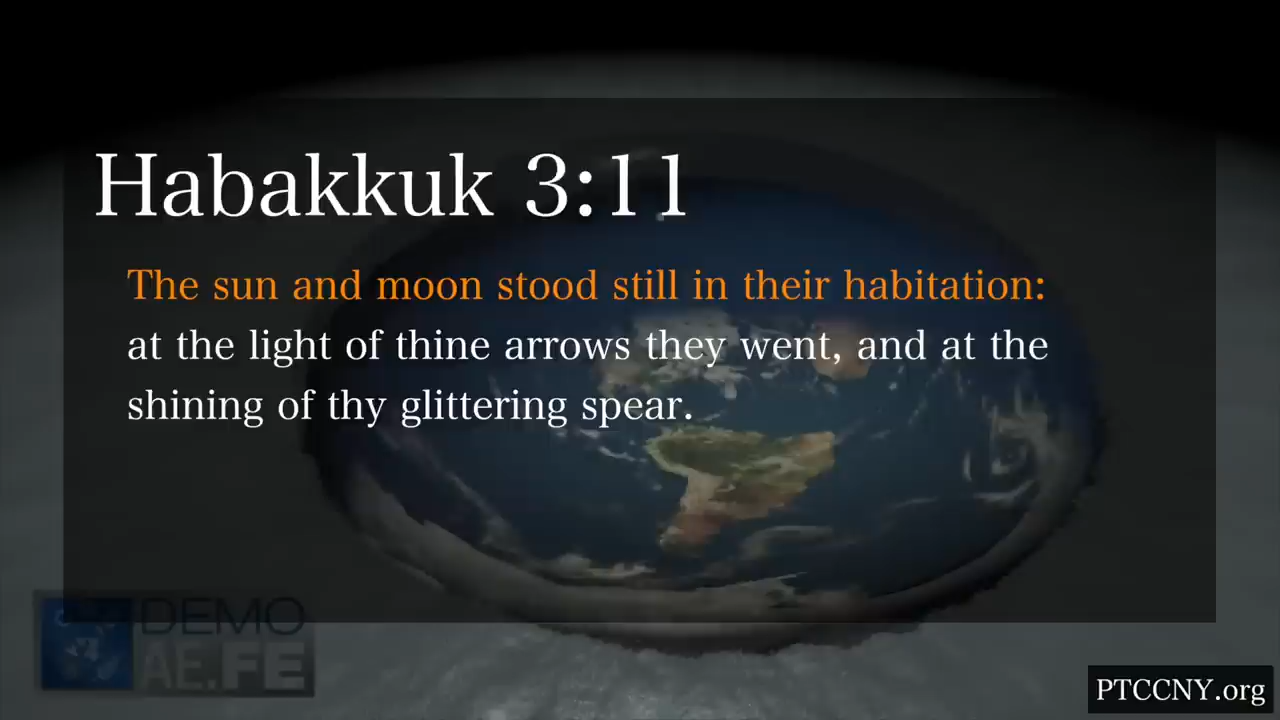 Habakkuk 3:11
The sun and moon stood still in their habitation:
at the light of thine arrows they went, and at the
shining of thy glittering spear.
DEMO
AE.FE
PTCCNY.org